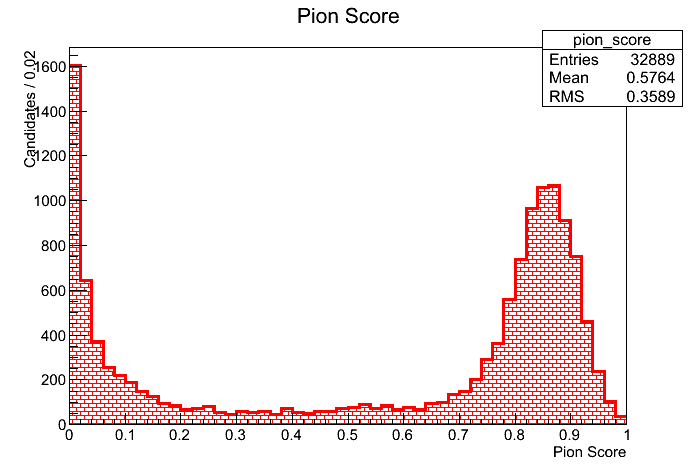 Pion Score
pion_score
Entries 32889
Mean 0.5764
RMS 0.3589
Candidates / 0.02
1600
1400
1200
1000
800
600
400
200
0
0 0.1 0.2 0.3 0.4 0.5 0.6 0.7 0.8 0.9 1
Pion Score